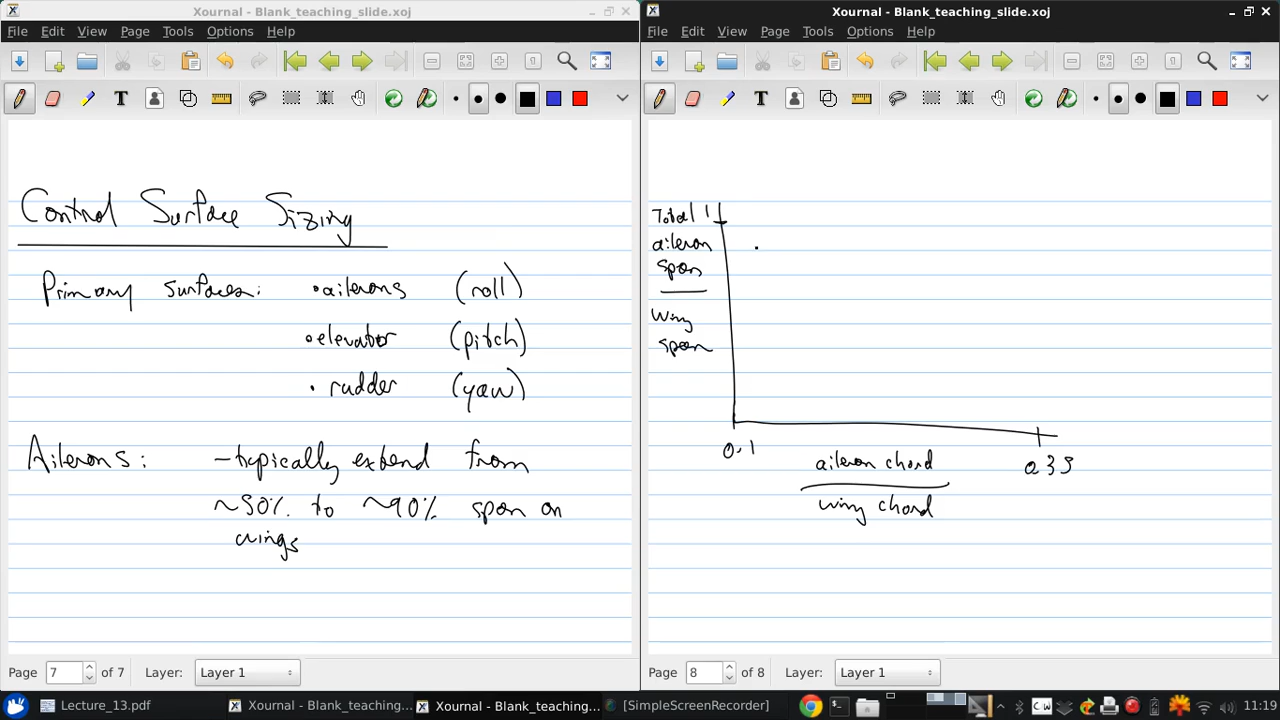 Xournal - Blank_teaching_slide.xoj
File Edit View Page Tools Options Help
Control Surface Sizing
Primary surfaces: • ailerons (roll)
• elevator (pitch)
• rudder (yaw)
Ailerons: - typically extend from
~50% to ~90% span on
wings
Page 7 of 7 Layer: Layer 1
Xournal - Blank_teaching_slide.xoj
File Edit View Page Tools Options Help
Total 1
aileron
span
wing
span
0.1
0.35
aileron chord
wing chord
Page 8 of 8 Layer: Layer 1
Lecture_13.pdf Xournal - Blank_teaching_... Xournal - Blank_teaching_... [SimpleScreenRecorder] 11:19